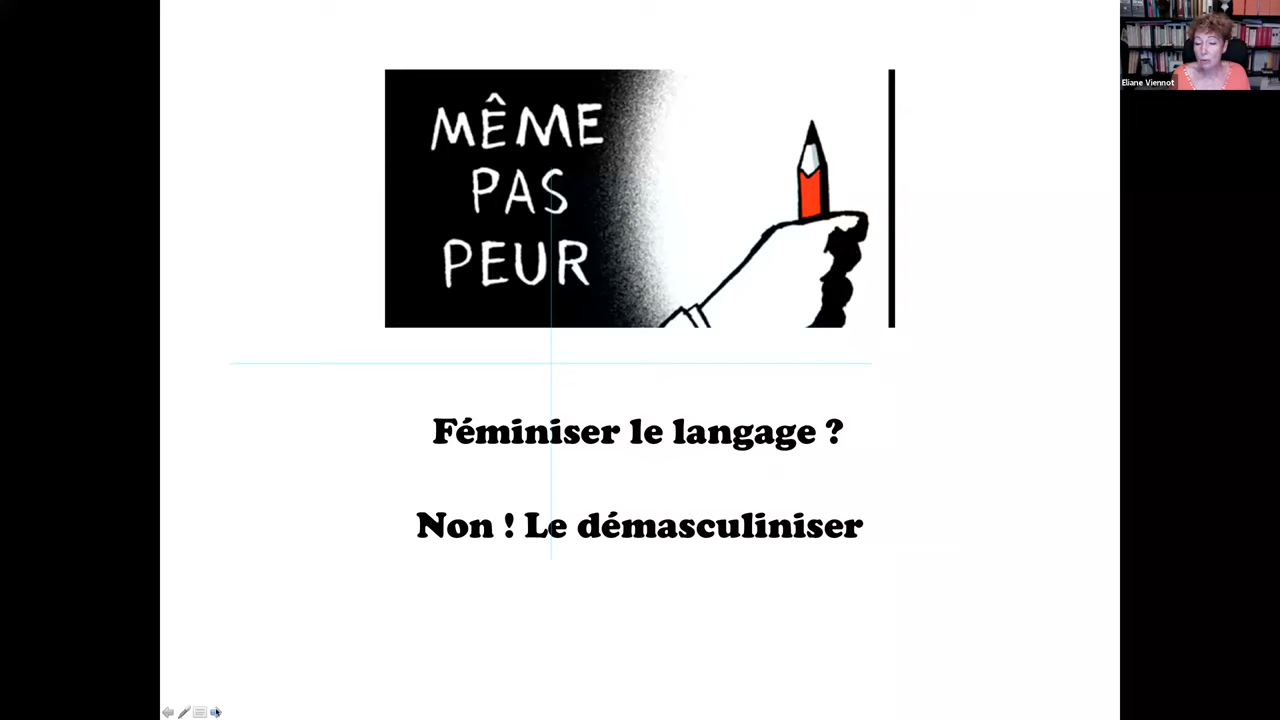 MÊME
PAS
PEUR
Eliane Viennot
Féminiser le langage ?
Non ! Le démasculiniser